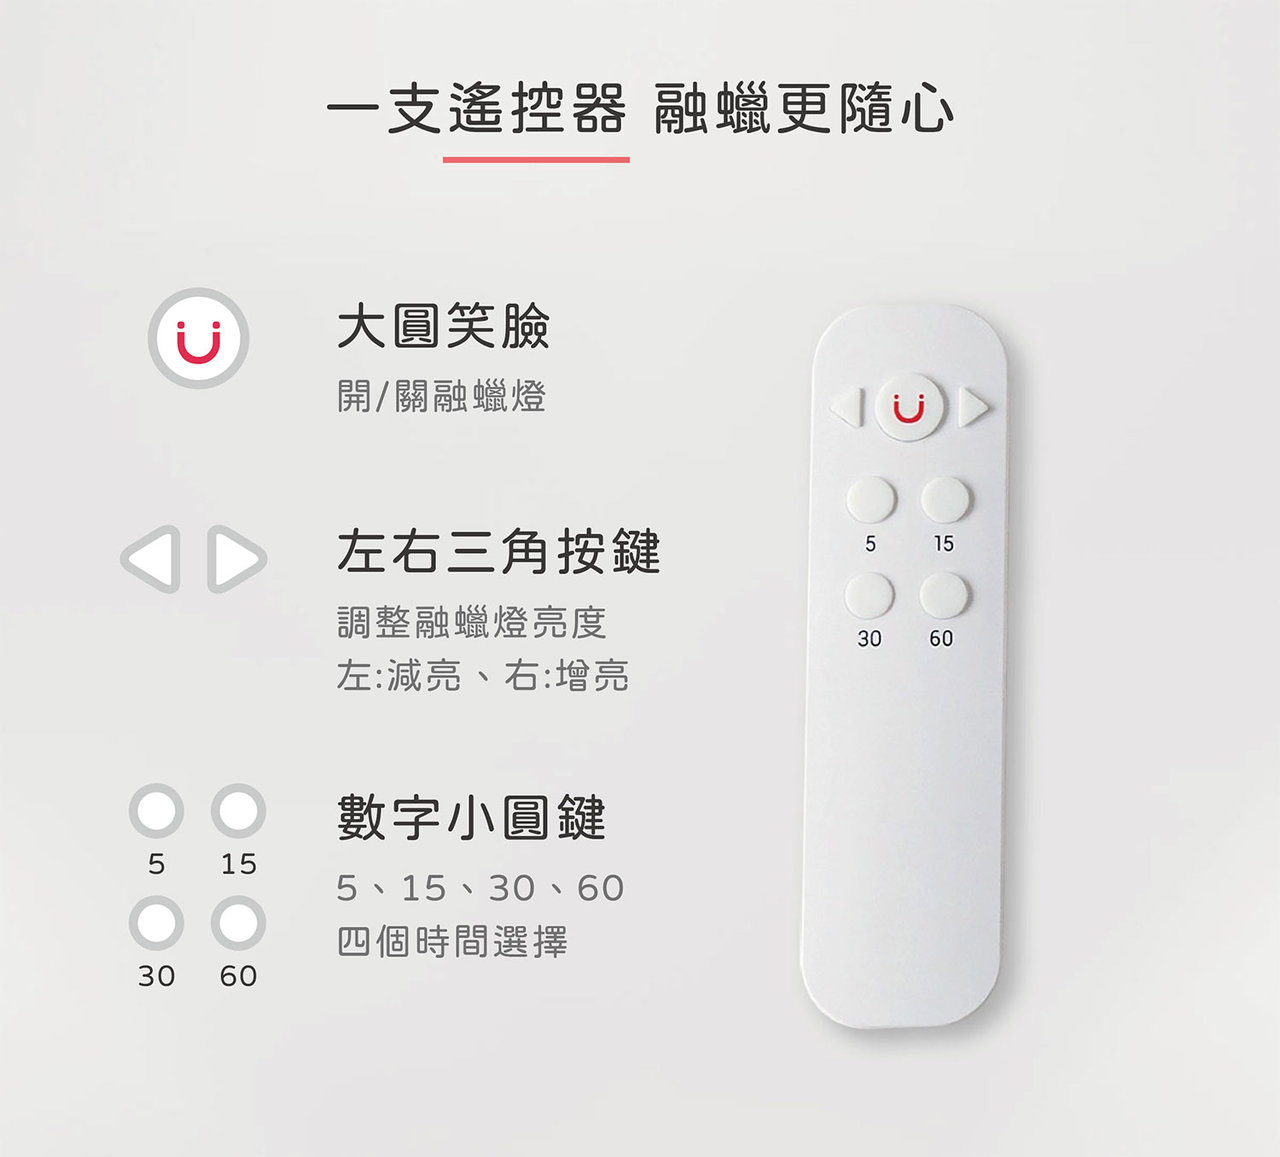 一支遙控器 融蠟更隨心
大圓笑臉
開/關融蠟燈
左右三角按鍵
調整融蠟燈亮度
左:減亮、右:增亮
5 15
30 60
數字小圓鍵
5、15、30、60
四個時間選擇
5 15
30 60